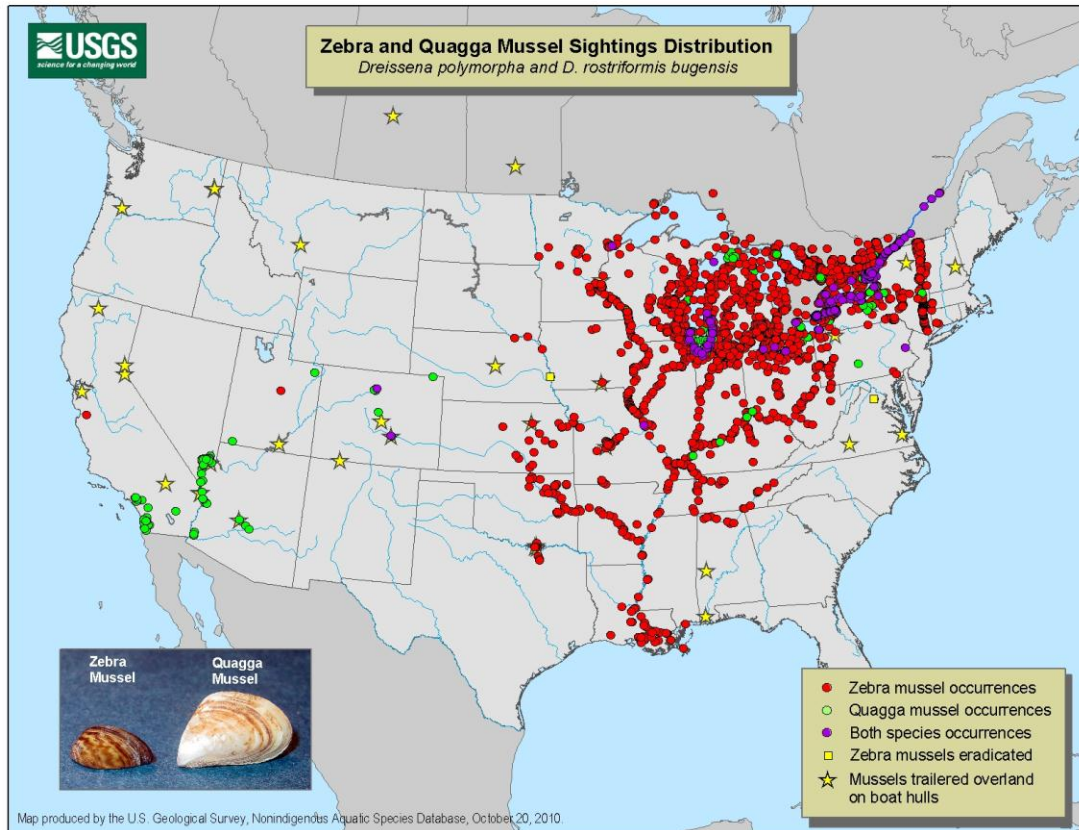 USGS
science for a changing world
Zebra and Quagga Mussel Sightings Distribution
Dreissena polymorpha and D. rostriformis bugensis
Zebra
Mussel
Quagga
Mussel
Zebra mussel occurrences
Quagga mussel occurrences
Both species occurrences
Zebra mussels eradicated
Mussels trailered overland
on boat hulls
Map produced by the U.S. Geological Survey, Nonindigenous Aquatic Species Database, October 20, 2010.